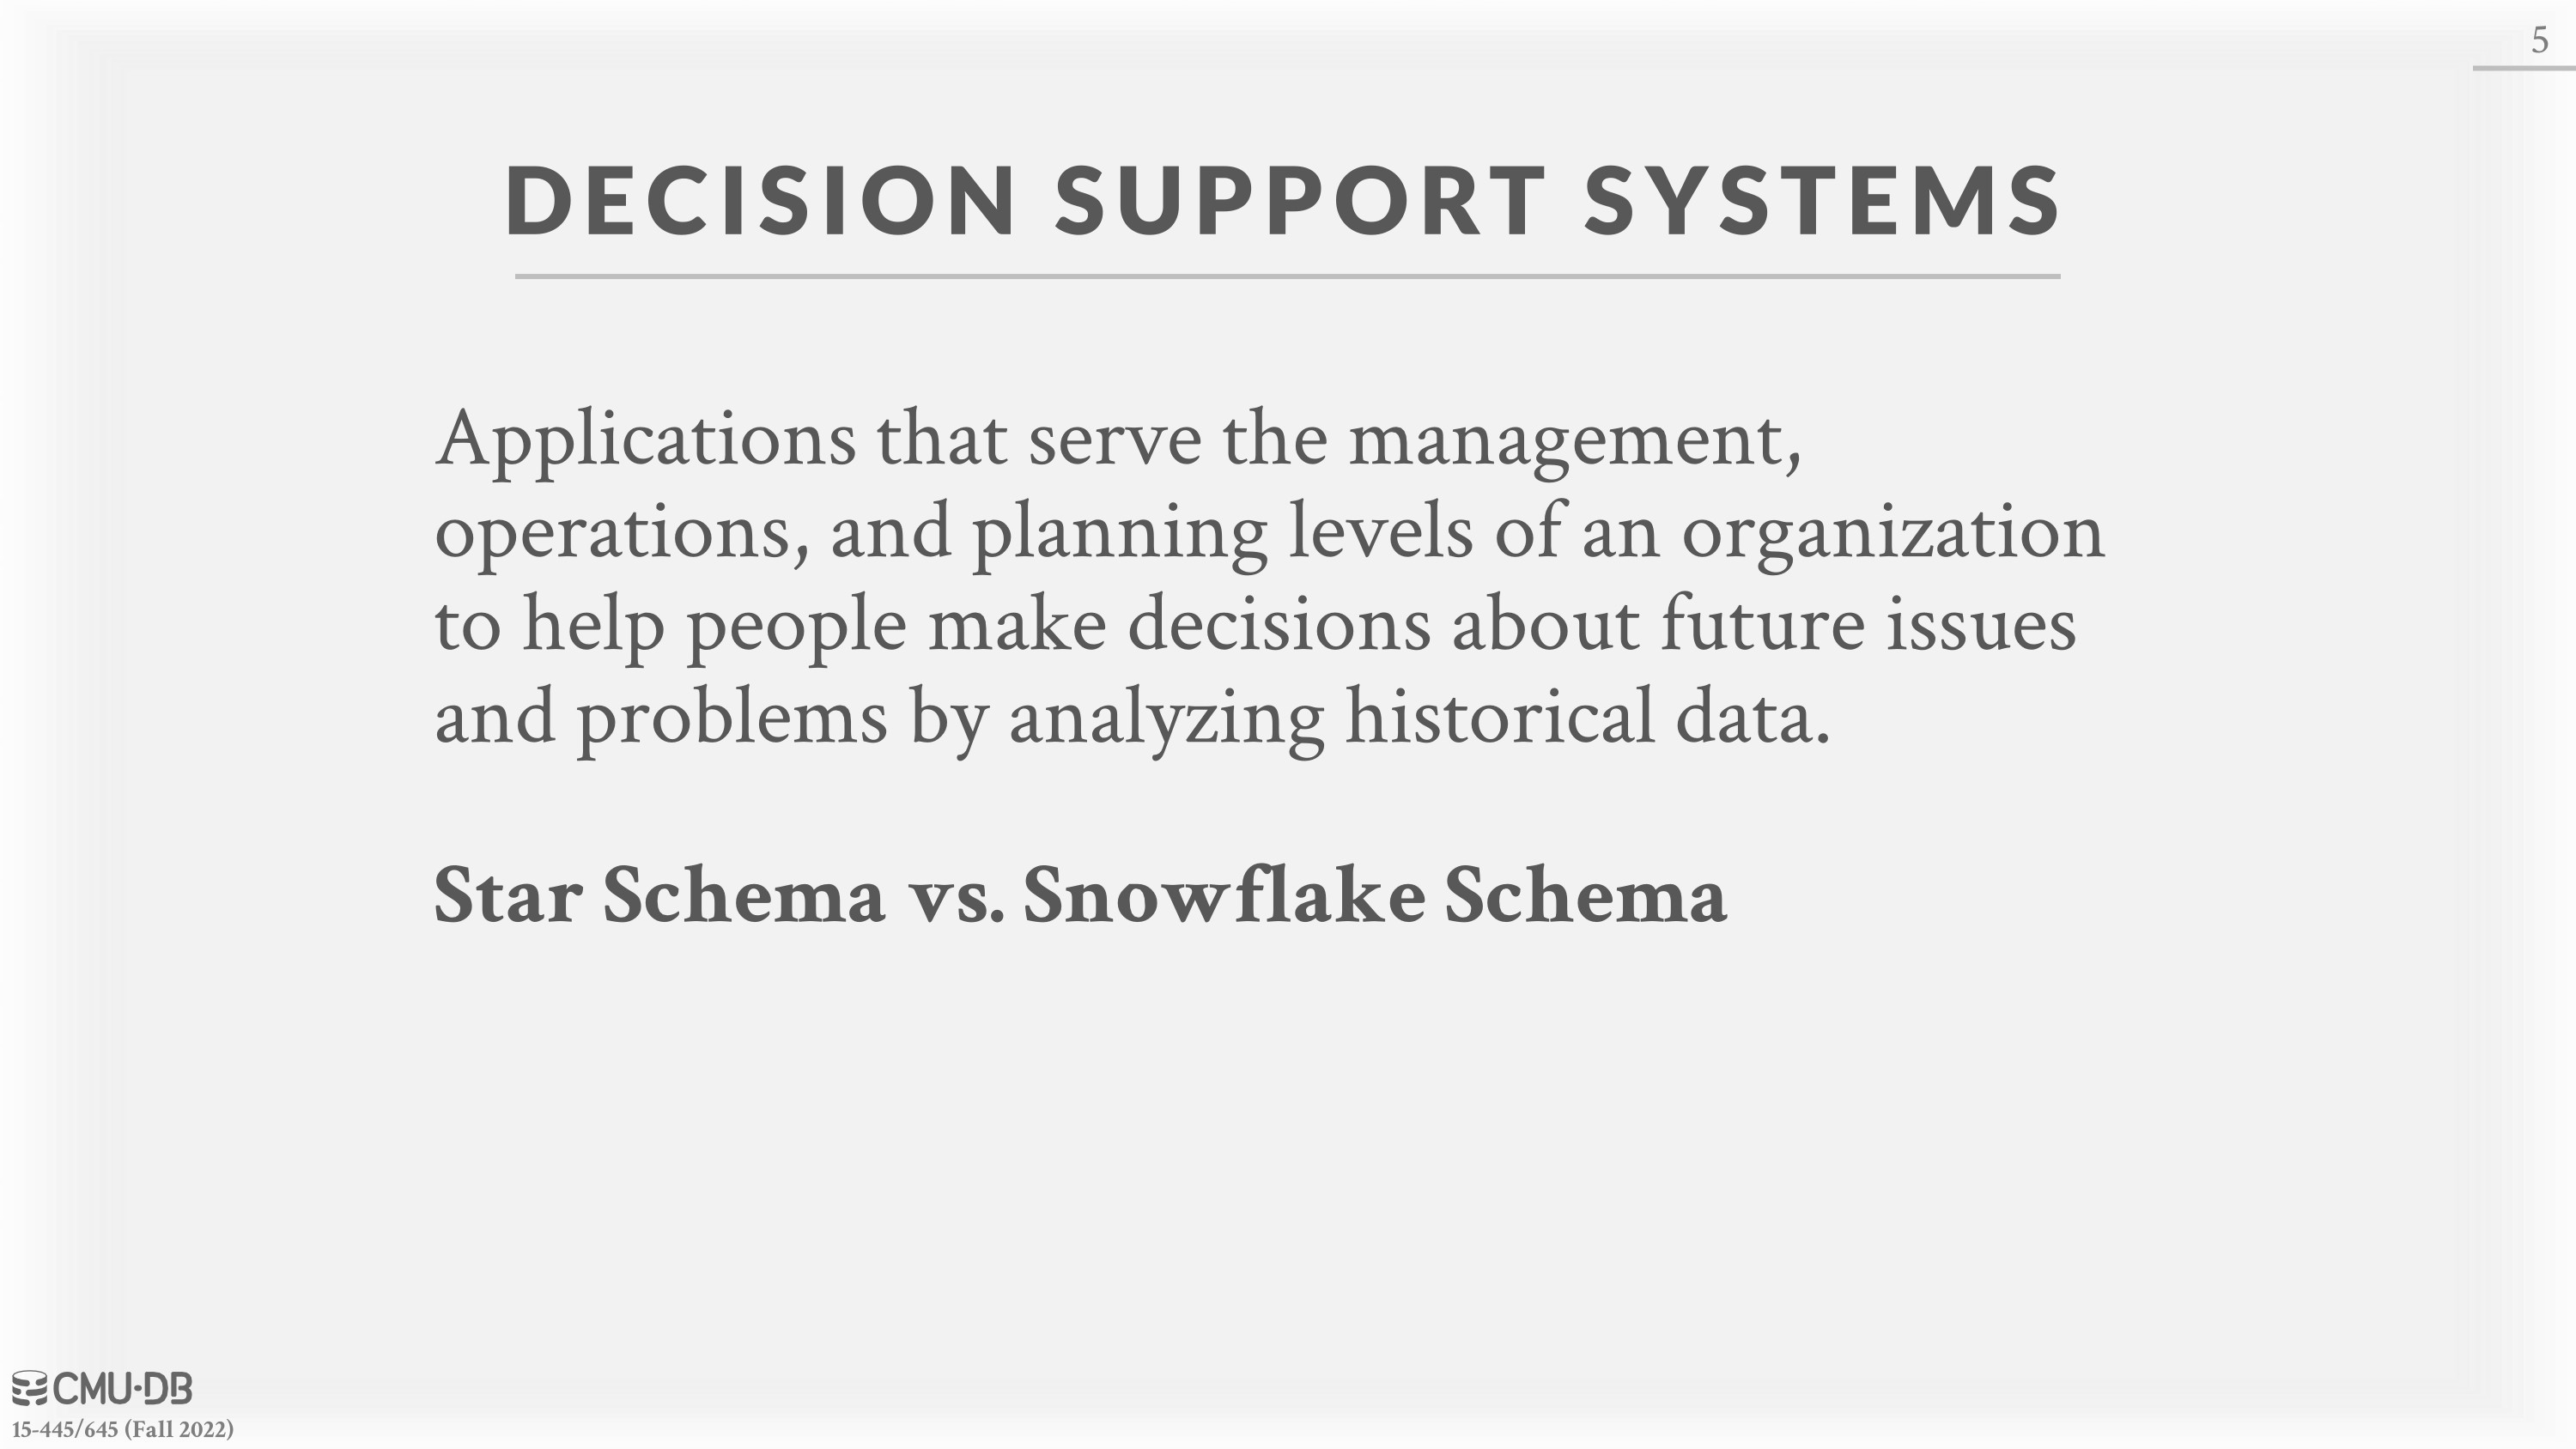 5
DECISION SUPPORT SYSTEMS
Applications that serve the management,
operations, and planning levels of an organization
to help people make decisions about future issues
and problems by analyzing historical data.
Star Schema vs. Snowflake Schema
CMU·DB
15-445/645 (Fall 2022)